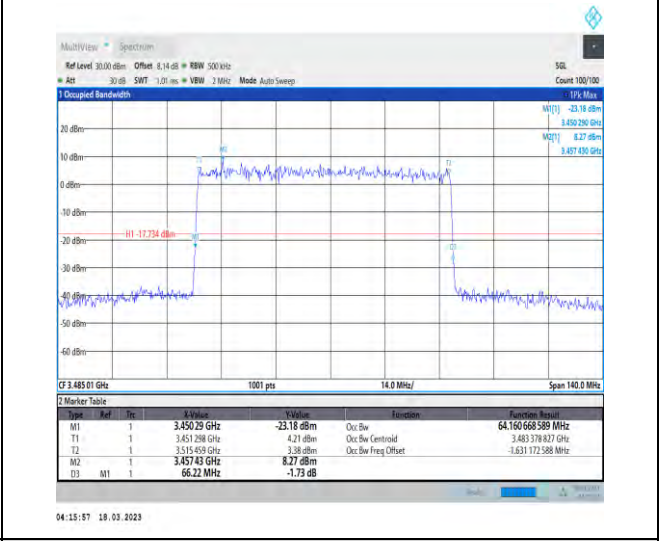 MultiView Spectrum
Ref Level 30.00 dBm Offset 8.14 dB RBW 500 kHz SGL
Att 30 dB SWT 1.01 ms VBW 2 MHz Mode Auto Sweep Count 100/100
1 Occupied Bandwidth 1Pk Max
M1[1] -23.18 dBm
3.450 290 GHz
20 dBm
M2[1] 8.27 dBm
3.457 430 GHz
M2
10 dBm
T1 T2
0 dBm
-10 dBm
H1 -17.734 dBm
M1
-20 dBm
D3
-30 dBm
-40 dBm
-50 dBm
-60 dBm
CF 3.485 01 GHz 1001 pts 14.0 MHz/ Span 140.0 MHz
2 Marker Table
Type Ref Trc X-Value Y-Value Function Function Result
M1 1 3.450 29 GHz -23.18 dBm Occ Bw 64.160 668 589 MHz
T1 1 3.451 298 GHz 4.21 dBm Occ Bw Centroid 3.483 378 827 GHz
T2 1 3.515 459 GHz 3.38 dBm Occ Bw Freq Offset -1.631 172 588 MHz
M2 1 3.457 43 GHz 8.27 dBm
D3 M1 1 66.22 MHz -1.73 dB
04:15:57 18.03.2023